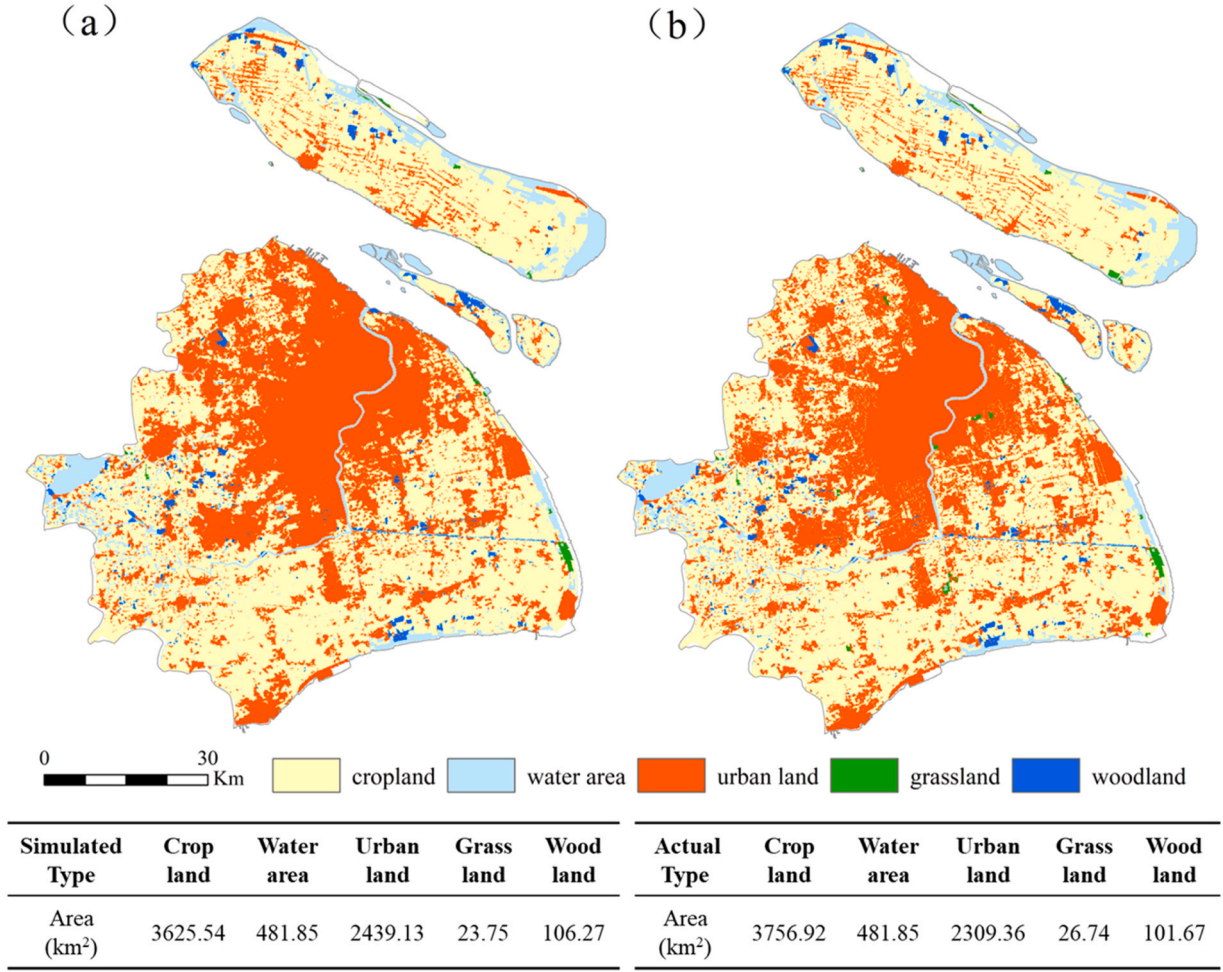 (a)
(b)
0 30
Km
cropland water area urban land grassland woodland
Simulated Type Crop land Water area Urban land Grass land Wood land
Area (km²) 3625.54 481.85 2439.13 23.75 106.27
Actual Type Crop land Water area Urban land Grass land Wood land
Area (km²) 3756.92 481.85 2309.36 26.74 101.67